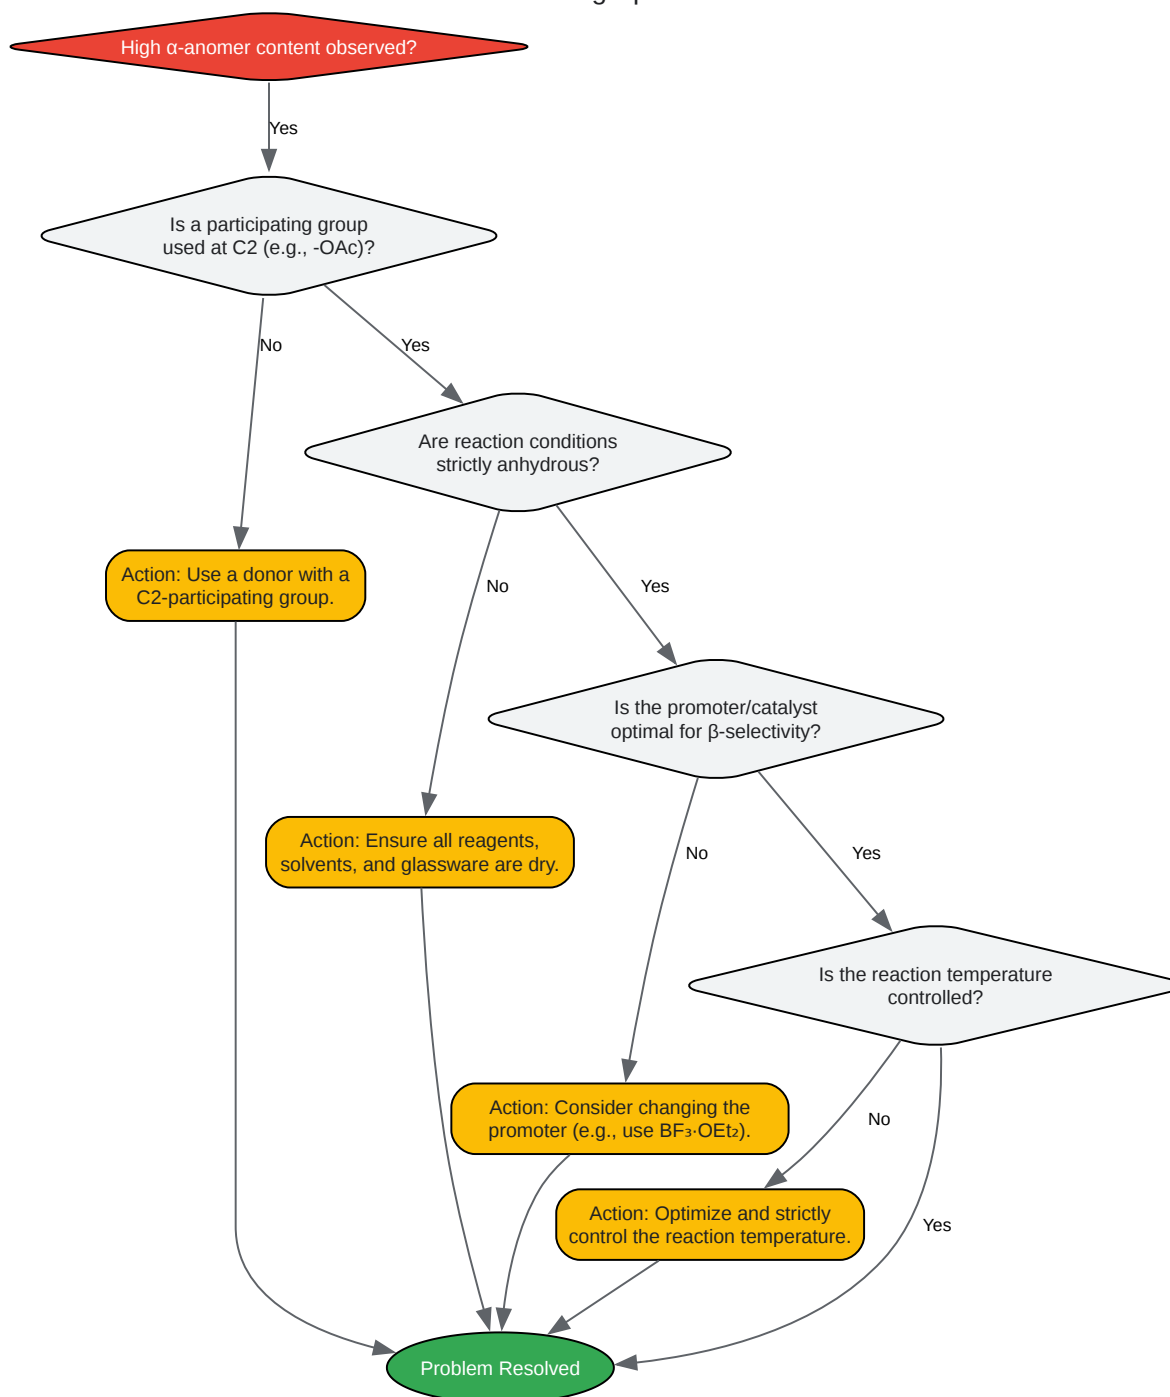 High α-anomer content observed?
Yes
Is a participating group
used at C2 (e.g., -OAc)?
No
Yes
Are reaction conditions
strictly anhydrous?
Action: Use a donor with a
C2-participating group.
No
Yes
Is the promoter/catalyst
optimal for β-selectivity?
Action: Ensure all reagents,
solvents, and glassware are dry.
No
Yes
Is the reaction temperature
controlled?
Action: Consider changing the
promoter (e.g., use BF₃·OEt₂).
No
Action: Optimize and strictly
control the reaction temperature.
Yes
Problem Resolved